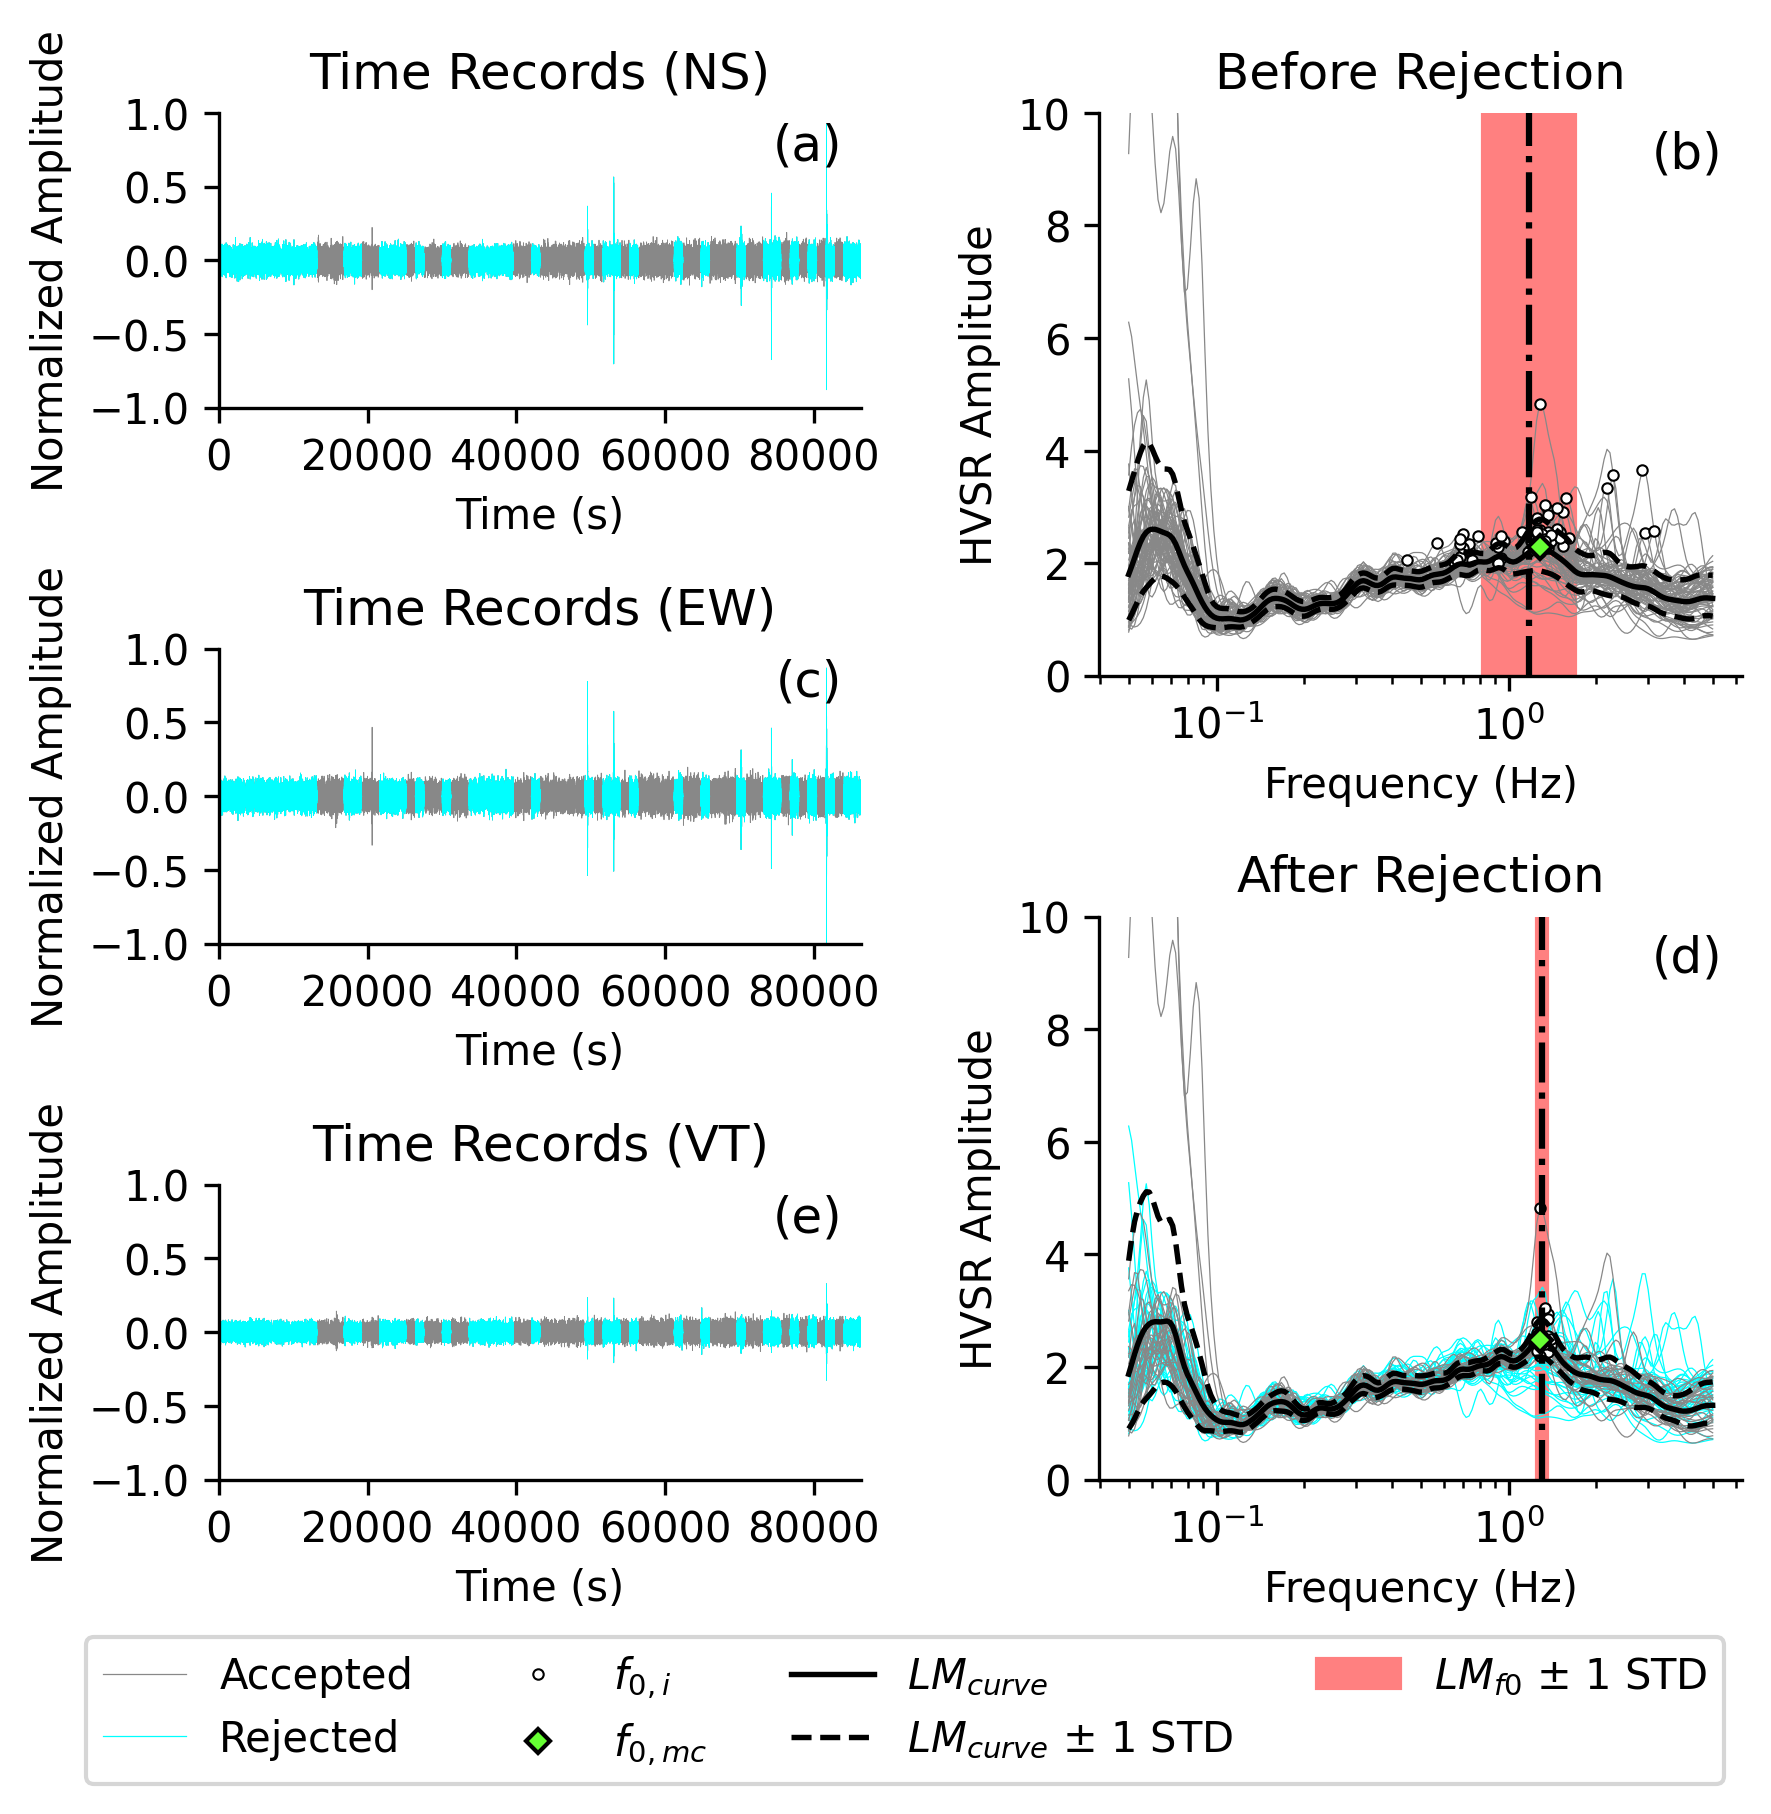 Time Records (NS)
Normalized Amplitude
1.0
0.5
0.0
−0.5
−1.0
(a)
0 20000 40000 60000 80000
Time (s)
Before Rejection
HVSR Amplitude
10
8
6
4
2
0
(b)
10⁻¹ 10⁰
Frequency (Hz)
Time Records (EW)
Normalized Amplitude
1.0
0.5
0.0
−0.5
−1.0
(c)
0 20000 40000 60000 80000
Time (s)
After Rejection
HVSR Amplitude
10
8
6
4
2
0
(d)
10⁻¹ 10⁰
Frequency (Hz)
Time Records (VT)
Normalized Amplitude
1.0
0.5
0.0
−0.5
−1.0
(e)
0 20000 40000 60000 80000
Time (s)
Accepted
Rejected
f0,i
f0,mc
LMcurve
LMcurve ± 1 STD
LMf0 ± 1 STD